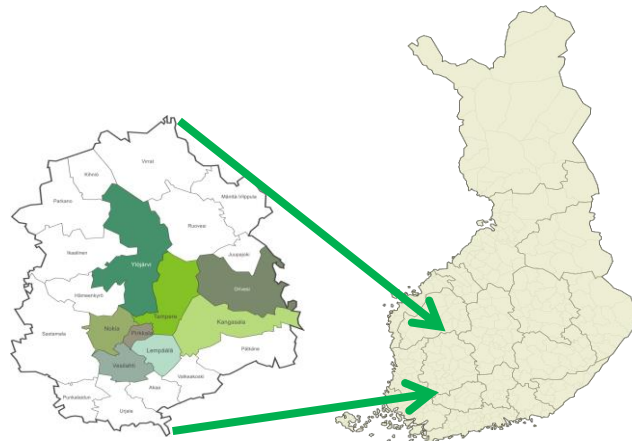 Virrat
Kihniö
Parkano
Mänttä-Vilppula
Ruovesi
Juupajoki
Ikaalinen
Ylöjärvi
Orivesi
Hämeenkyrö
Tampere
Kangasala
Nokia
Pirkkala
Sastamala
Lempäälä
Pälkäne
Vesilahti
Valkeakoski
Akaa
Punkalaidun
Urjala